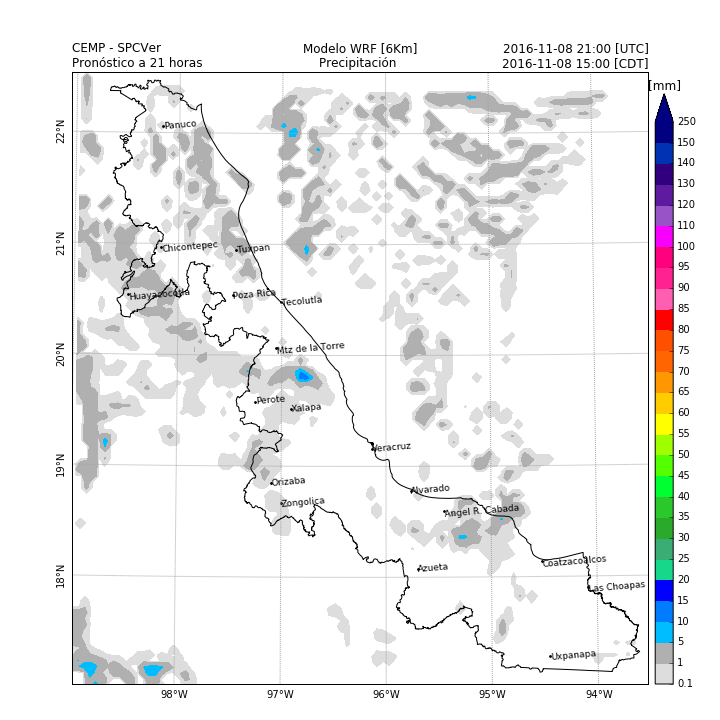 CEMP - SPCVer Modelo WRF [6Km] 2016-11-08 21:00 [UTC]
Pronóstico a 21 horas Precipitación 2016-11-08 15:00 [CDT]
[mm]
250
150
140
130
120
110
100
95
90
85
80
75
70
65
60
55
50
45
40
35
30
25
20
15
10
5
1
0.1
22°N
21°N
20°N
19°N
18°N
Panuco
Chicontepec
Tuxpan
Huayacocotla
Poza Rica
Tecolutla
Mtz de la Torre
Perote
Xalapa
Veracruz
Orizaba
Alvarado
Zongolica
Angel R. Cabada
Azueta
Coatzacoalcos
Las Choapas
Uxpanapa
98°W 97°W 96°W 95°W 94°W